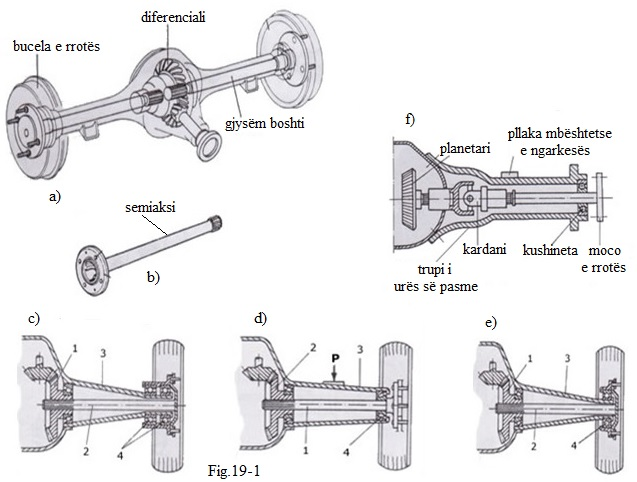 diferenciali
bucela e rrotës
gjysëm boshti
a)
semiaksi
b)
f)
pllaka mbështetse
e ngarkesës
planetari
kardani
kushineta
moco
e rrotës
trupi i
urës së pasme
c)
1
3
2
4
d)
2
P
3
1
4
e)
1
3
2
4
Fig.19-1